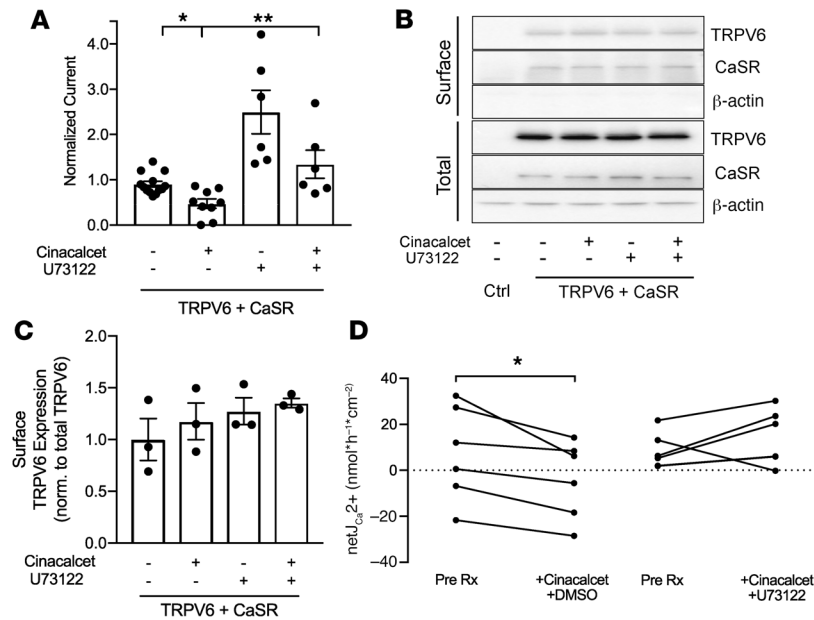 A
* **
Normalized Current
4.0
3.0
2.0
1.0
0.0
Cinacalcet - + - +
U73122 - - + +
TRPV6 + CaSR
B
Surface
TRPV6
CaSR
β-actin
Total
TRPV6
CaSR
β-actin
Cinacalcet - - + - +
U73122 - - - + +
Ctrl TRPV6 + CaSR
C
Surface
TRPV6 Expression
(norm. to total TRPV6)
2.0
1.5
1.0
0.5
0.0
Cinacalcet - + - +
U73122 - - + +
TRPV6 + CaSR
D
*
netJCa2+ (nmol*h−1*cm−2)
40
20
0
−20
−40
Pre Rx +Cinacalcet Pre Rx +Cinacalcet
+DMSO +U73122